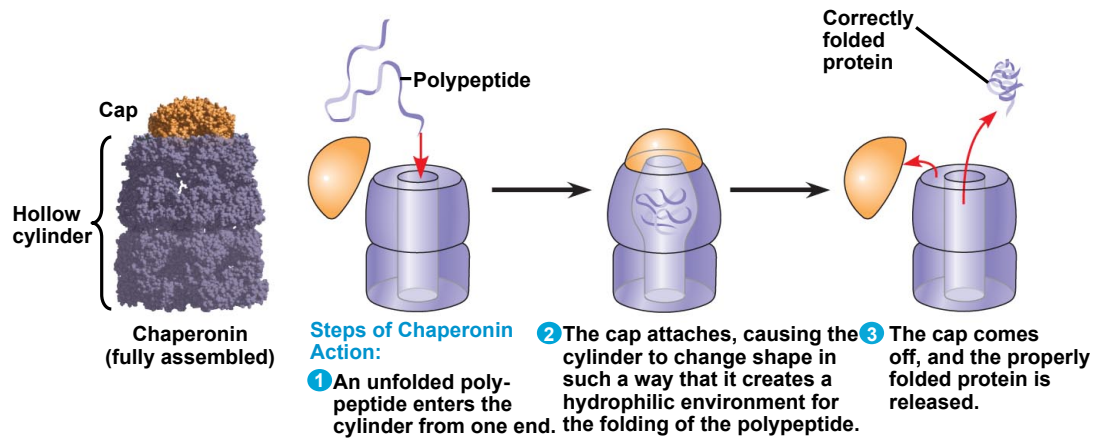 Correctly
folded
protein
Polypeptide
Cap
Hollow
cylinder
Chaperonin
(fully assembled)
Steps of Chaperonin
Action:
1 An unfolded poly-
peptide enters the
cylinder from one end.
2 The cap attaches, causing the
cylinder to change shape in
such a way that it creates a
hydrophilic environment for
the folding of the polypeptide.
3 The cap comes
off, and the properly
folded protein is
released.